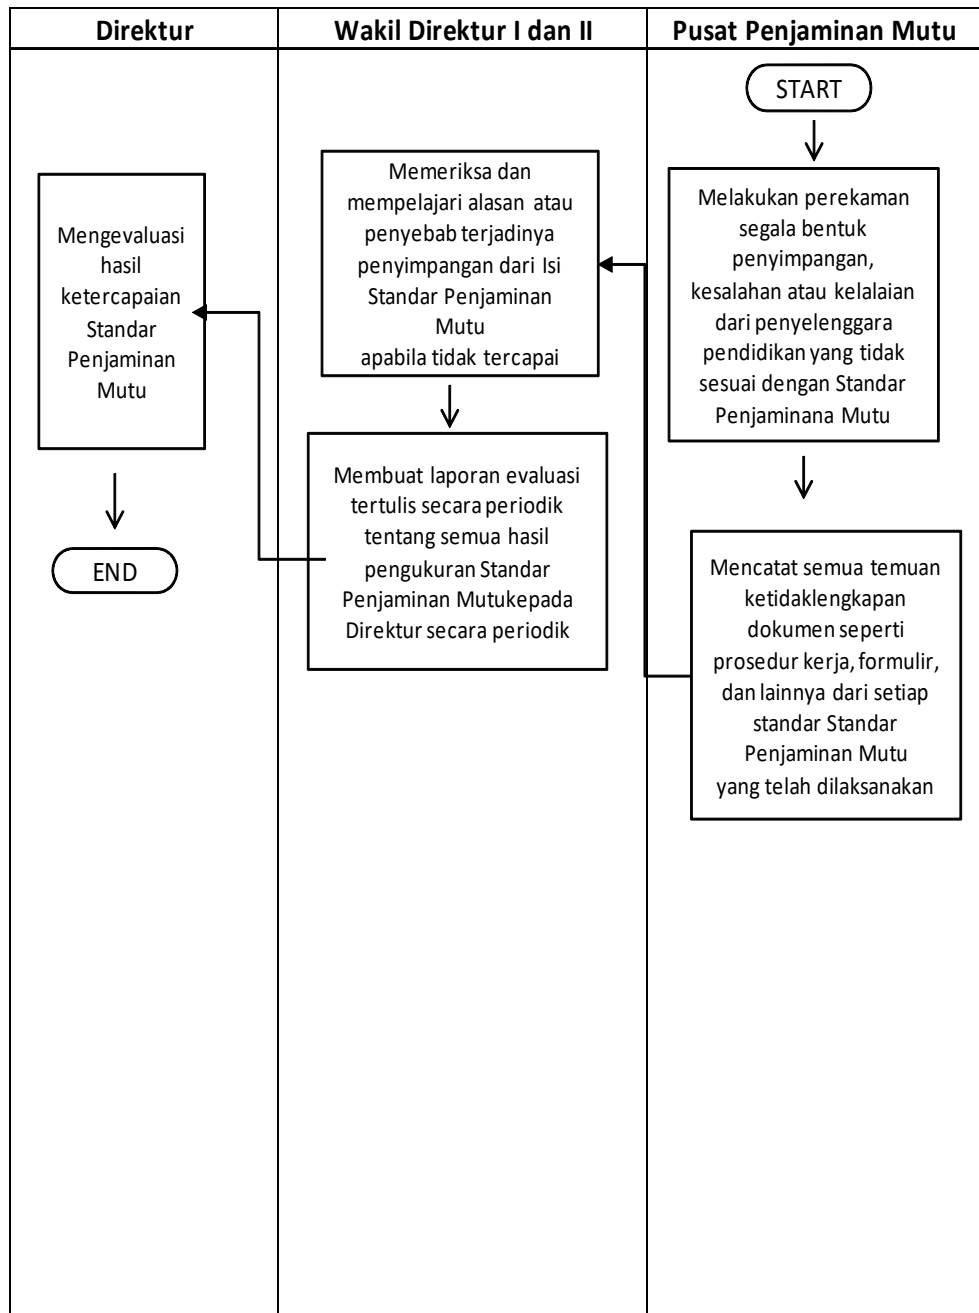 Direktur
Wakil Direktur I dan II
Pusat Penjaminan Mutu
START
Melakukan perekaman
segala bentuk
penyimpangan,
kesalahan atau kelalaian
dari penyelenggara
pendidikan yang tidak
sesuai dengan Standar
Penjaminana Mutu
Mencatat semua temuan
ketidaklengkapan
dokumen seperti
prosedur kerja, formulir,
dan lainnya dari setiap
standar Standar
Penjaminan Mutu
yang telah dilaksanakan
Memeriksa dan
mempelajari alasan atau
penyebab terjadinya
penyimpangan dari Isi
Standar Penjaminan
Mutu
apabila tidak tercapai
Membuat laporan evaluasi
tertulis secara periodik
tentang semua hasil
pengukuran Standar
Penjaminan Mutukepada
Direktur secara periodik
Mengevaluasi
hasil
ketercapaian
Standar
Penjaminan
Mutu
END